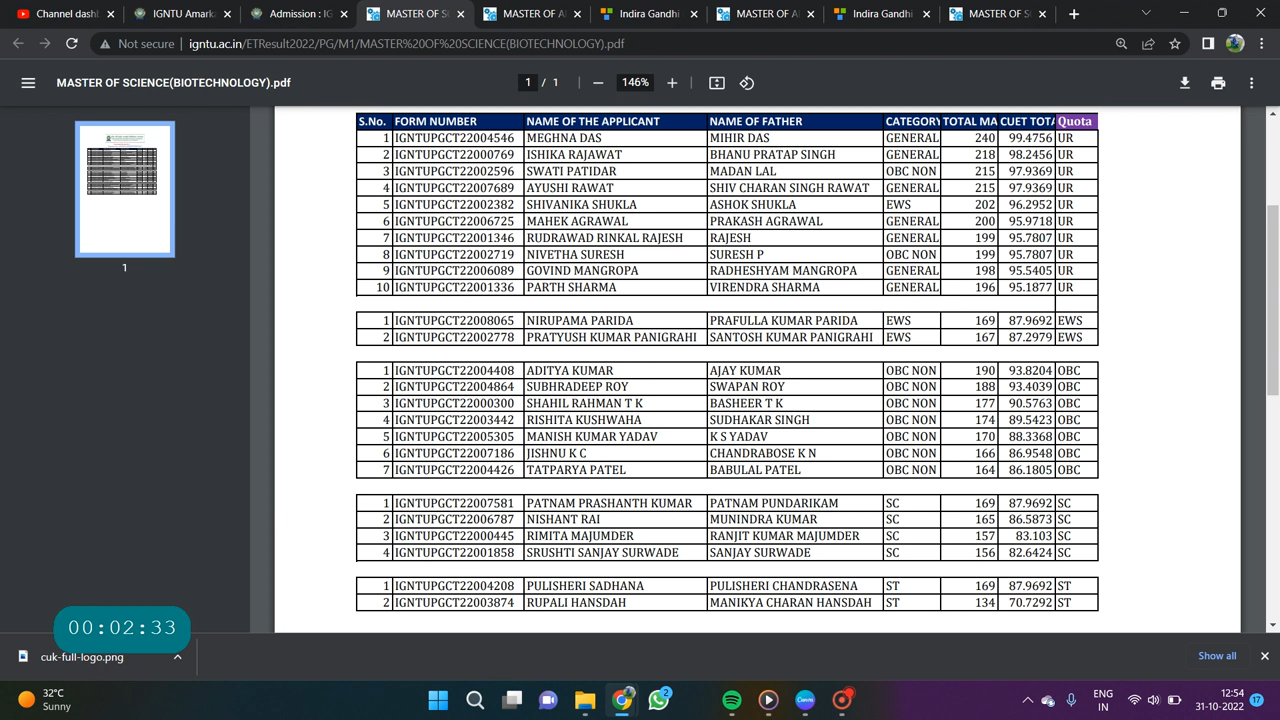 Channel dash
IGNTU Amark
Admission : IG
MASTER OF S
MASTER OF A
Indira Gandhi
MASTER OF A
Indira Gandhi
MASTER OF S
Not secure | igntu.ac.in/ETResult2022/PG/M1/MASTER%20OF%20SCIENCE(BIOTECHNOLOGY).pdf
MASTER OF SCIENCE(BIOTECHNOLOGY).pdf 1 / 1 146%
S.No. FORM NUMBER NAME OF THE APPLICANT NAME OF FATHER CATEGORY TOTAL MA CUET TOTA Quota
1 IGNTUPGCT22004546 MEGHNA DAS MIHIR DAS GENERAL 240 99.4756 UR
2 IGNTUPGCT22000769 ISHIKA RAJAWAT BHANU PRATAP SINGH GENERAL 218 98.2456 UR
3 IGNTUPGCT22002596 SWATI PATIDAR MADAN LAL OBC NON 215 97.9369 UR
4 IGNTUPGCT22007689 AYUSHI RAWAT SHIV CHARAN SINGH RAWAT GENERAL 215 97.9369 UR
5 IGNTUPGCT22002382 SHIVANIKA SHUKLA ASHOK SHUKLA EWS 202 96.2952 UR
6 IGNTUPGCT22006725 MAHEK AGRAWAL PRAKASH AGRAWAL GENERAL 200 95.9718 UR
7 IGNTUPGCT22001346 RUDRAWAD RINKAL RAJESH RAJESH GENERAL 199 95.7807 UR
8 IGNTUPGCT22002719 NIVETHA SURESH SURESH P OBC NON 199 95.7807 UR
9 IGNTUPGCT22006089 GOVIND MANGROPA RADHESHYAM MANGROPA GENERAL 198 95.5405 UR
10 IGNTUPGCT22001336 PARTH SHARMA VIRENDRA SHARMA GENERAL 196 95.1877 UR
1 IGNTUPGCT22008065 NIRUPAMA PARIDA PRAFULLA KUMAR PARIDA EWS 169 87.9692 EWS
2 IGNTUPGCT22002778 PRATYUSH KUMAR PANIGRAHI SANTOSH KUMAR PANIGRAHI EWS 167 87.2979 EWS
1 IGNTUPGCT22004408 ADITYA KUMAR AJAY KUMAR OBC NON 190 93.8204 OBC
2 IGNTUPGCT22004864 SUBHRADEEP ROY SWAPAN ROY OBC NON 188 93.4039 OBC
3 IGNTUPGCT22000300 SHAHIL RAHMAN T K BASHEER T K OBC NON 177 90.5763 OBC
4 IGNTUPGCT22003442 RISHITA KUSHWAHA SUDHAKAR SINGH OBC NON 174 89.5423 OBC
5 IGNTUPGCT22005305 MANISH KUMAR YADAV K S YADAV OBC NON 170 88.3368 OBC
6 IGNTUPGCT22007186 JISHNU K C CHANDRABOSE K N OBC NON 166 86.9548 OBC
7 IGNTUPGCT22004426 TATPARYA PATEL BABULAL PATEL OBC NON 164 86.1805 OBC
1 IGNTUPGCT22007581 PATNAM PRASHANTH KUMAR PATNAM PUNDARIKAM SC 169 87.9692 SC
2 IGNTUPGCT22006787 NISHANT RAI MUNINDRA KUMAR SC 165 86.5873 SC
3 IGNTUPGCT22000445 RIMITA MAJUMDER RANJIT KUMAR MAJUMDER SC 157 83.103 SC
4 IGNTUPGCT22001858 SRUSHTI SANJAY SURWADE SANJAY SURWADE SC 156 82.6424 SC
1 IGNTUPGCT22004208 PULISHERI SADHANA PULISHERI CHANDRASENA ST 169 87.9692 ST
2 IGNTUPGCT22003874 RUPALI HANSDAH MANIKYA CHARAN HANSDAH ST 134 70.7292 ST
1
00:02:33
cuk-full-logo.png
Show all
32°C
Sunny
2
ENG
IN
12:54
31-10-2022
17